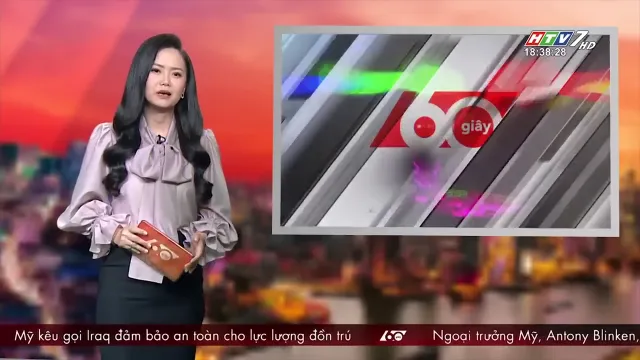 HTV7 HD
18:38:28
60 giây
Mỹ kêu gọi Iraq đảm bảo an toàn cho lực lượng đồn trú 60 Ngoại trưởng Mỹ, Antony Blinken